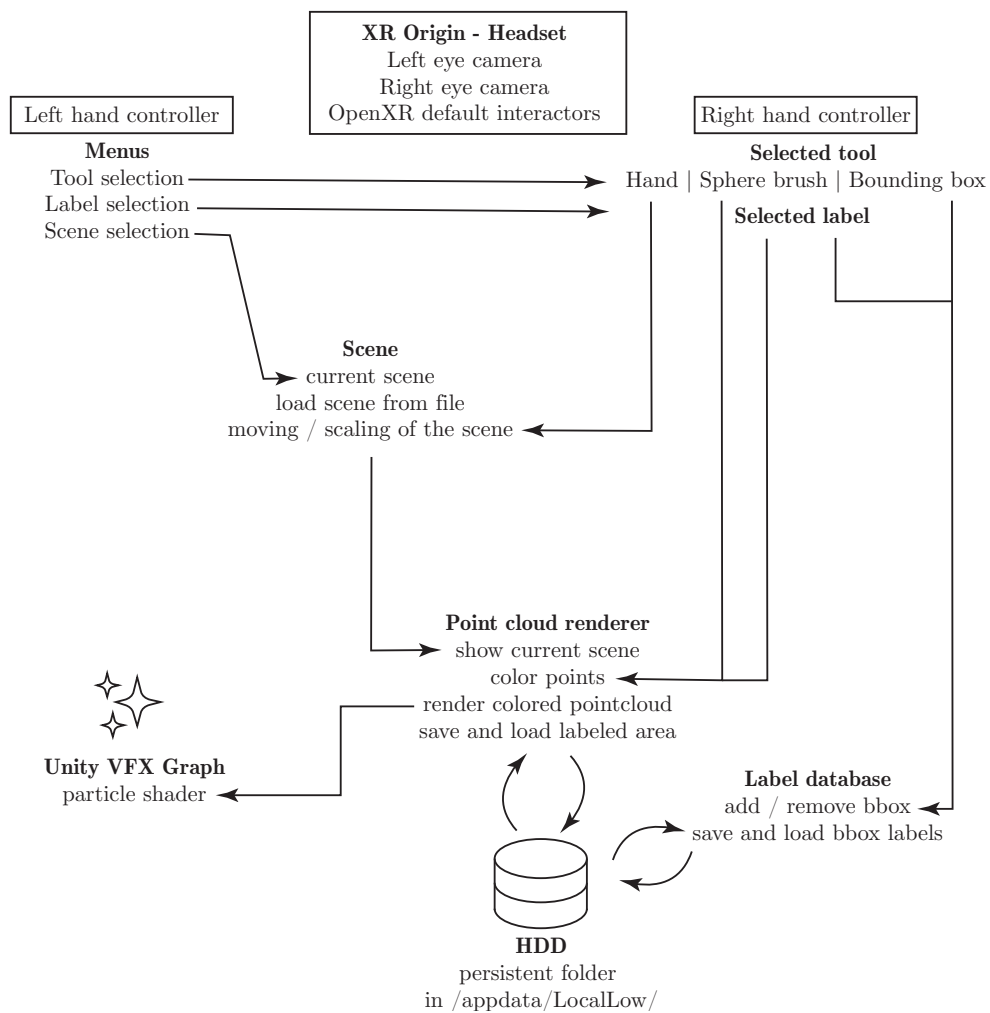 XR Origin - Headset
Left eye camera
Right eye camera
OpenXR default interactors
Left hand controller
Menus
Tool selection
Label selection
Scene selection
Right hand controller
Selected tool
Hand | Sphere brush | Bounding box
Selected label
Scene
current scene
load scene from file
moving / scaling of the scene
Point cloud renderer
show current scene
color points
render colored pointcloud
save and load labeled area
Unity VFX Graph
particle shader
Label database
add / remove bbox
save and load bbox labels
HDD
persistent folder
in /appdata/LocalLow/